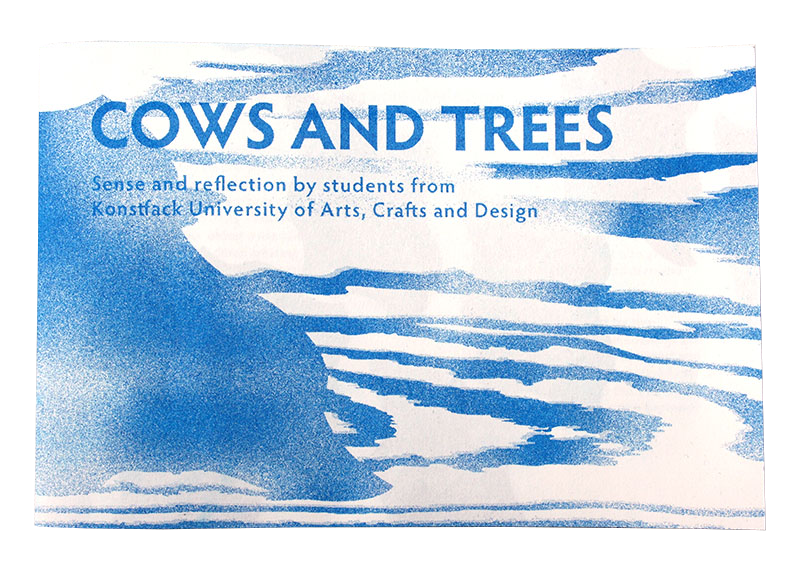 COWS AND TREES
Sense and reflection by students from
Konstfack University of Arts, Crafts and Design